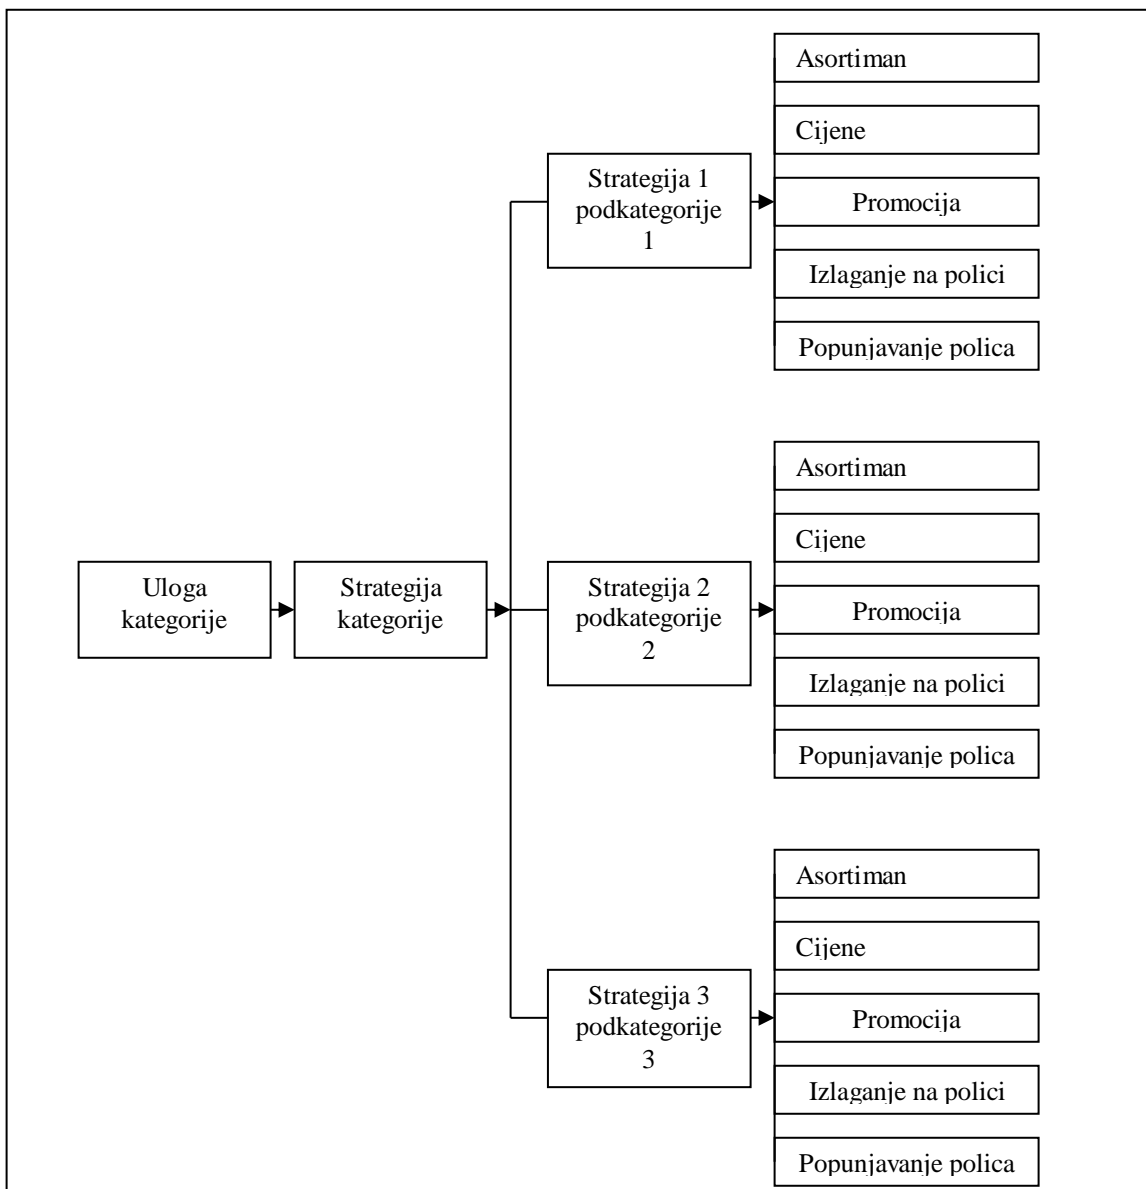 Uloga
kategorije
Strategija
kategorije
Strategija 1
podkategorije
1
Asortiman
Cijene
Promocija
Izlaganje na polici
Popunjavanje polica
Strategija 2
podkategorije
2
Asortiman
Cijene
Promocija
Izlaganje na polici
Popunjavanje polica
Strategija 3
podkategorije
3
Asortiman
Cijene
Promocija
Izlaganje na polici
Popunjavanje polica